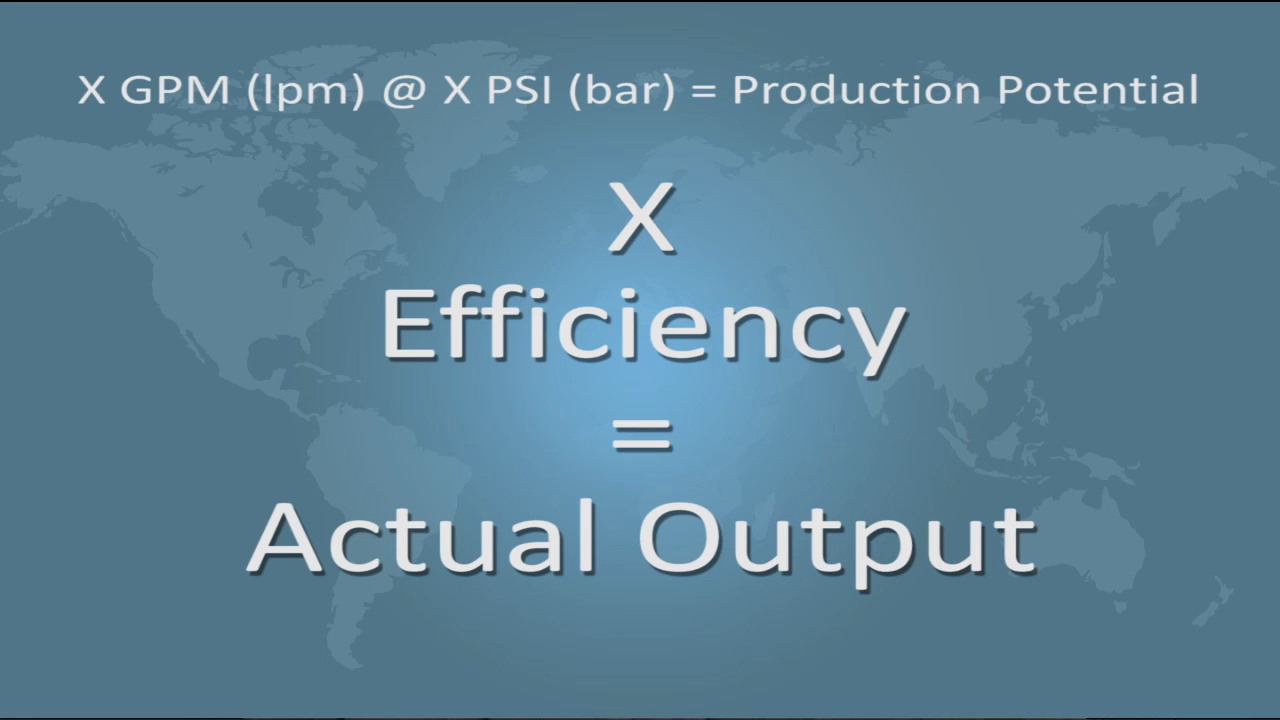 X GPM (lpm) @ X PSI (bar) = Production Potential
X
Efficiency
=
Actual Output